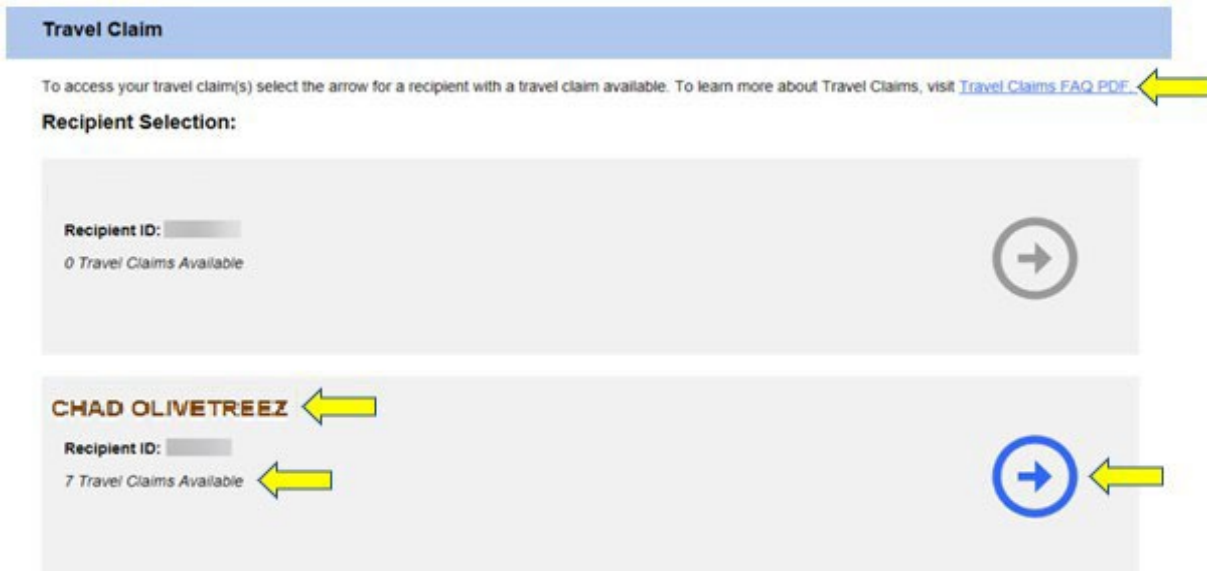 Travel Claim
To access your travel claim(s) select the arrow for a recipient with a travel claim available. To learn more about Travel Claims, visit Travel Claims FAQ PDF.
Recipient Selection:
Recipient ID:
0 Travel Claims Available
CHAD OLIVETREEZ
Recipient ID:
7 Travel Claims Available